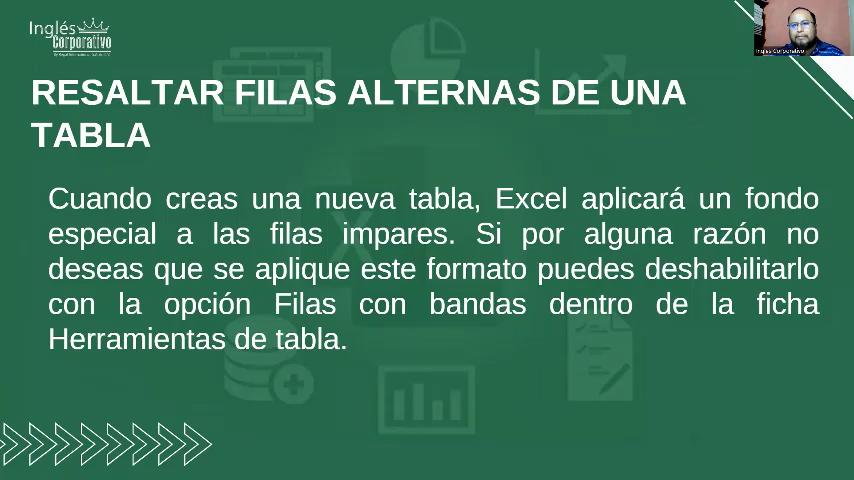 Inglés
Corporativo
RESALTAR FILAS ALTERNAS DE UNA
TABLA
Cuando creas una nueva tabla, Excel aplicará un fondo
especial a las filas impares. Si por alguna razón no
deseas que se aplique este formato puedes deshabilitarlo
con la opción Filas con bandas dentro de la ficha
Herramientas de tabla.
Inglés Corporativo